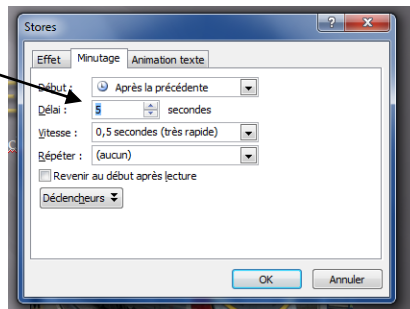 Stores
Effet Minutage Animation texte
Début : Après la précédente
Délai : 5 secondes
Vitesse : 0,5 secondes (très rapide)
Répéter : (aucun)
Revenir au début après lecture
Déclencheurs
OK Annuler